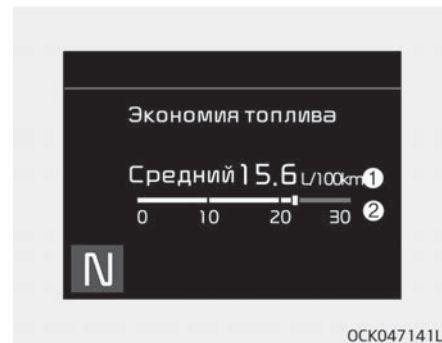 Экономия топлива
Средний 15.6 L/100km 1
0 10 20 30 2
N
OCK047141L